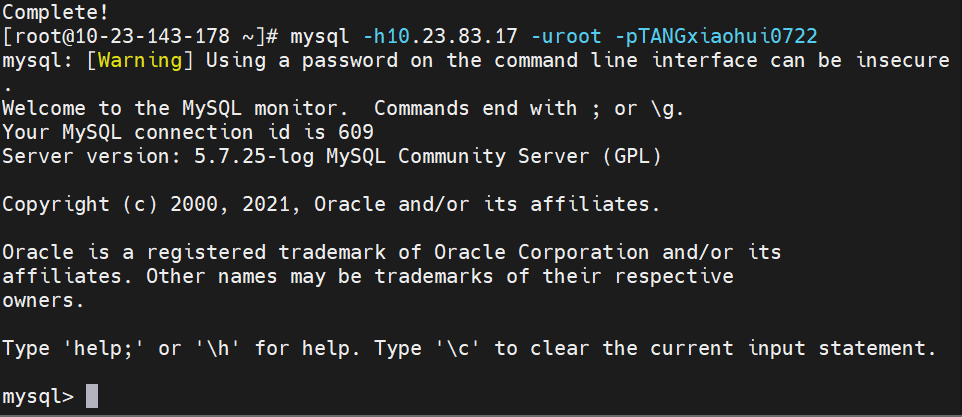 Complete!
[root@10-23-143-178 ~]# mysql -h10.23.83.17 -uroot -pTANGxiaohui0722
mysql: [Warning] Using a password on the command line interface can be insecure
.
Welcome to the MySQL monitor.  Commands end with ; or \g.
Your MySQL connection id is 609
Server version: 5.7.25-log MySQL Community Server (GPL)

Copyright (c) 2000, 2021, Oracle and/or its affiliates.

Oracle is a registered trademark of Oracle Corporation and/or its
affiliates. Other names may be trademarks of their respective
owners.

Type 'help;' or '\h' for help. Type '\c' to clear the current input statement.

mysql>